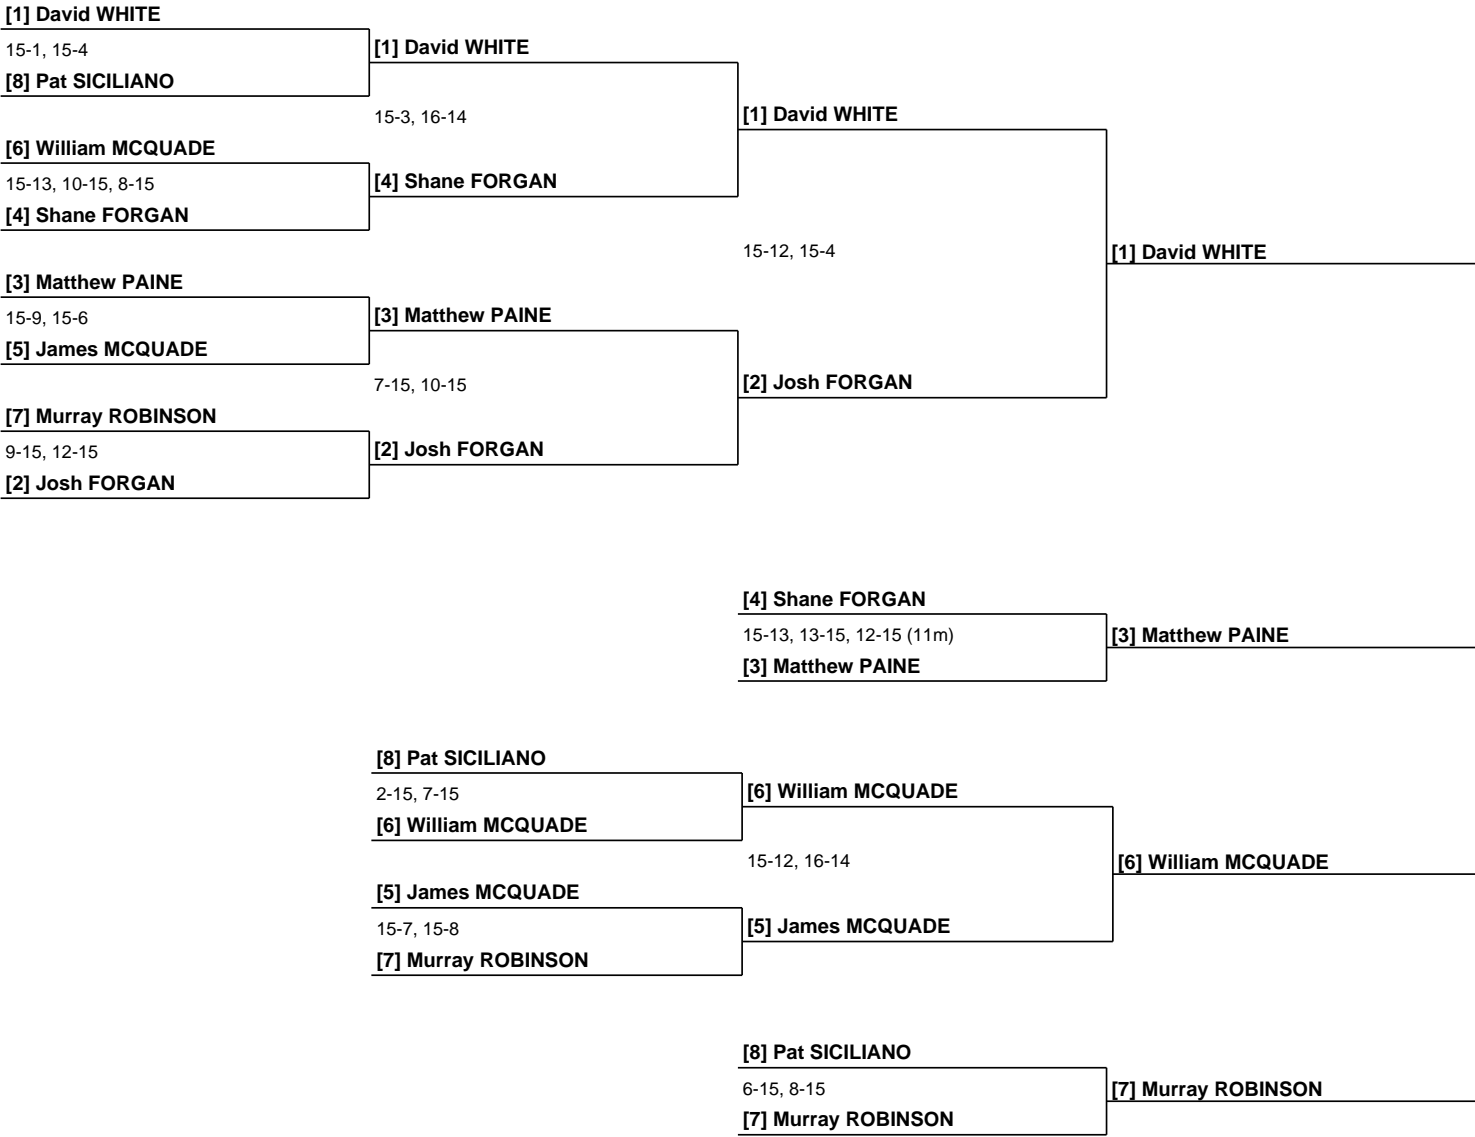 [1] David WHITE
15-1, 15-4
[8] Pat SICILIANO
[1] David WHITE
15-3, 16-14
[1] David WHITE
[6] William MCQUADE
15-13, 10-15, 8-15
[4] Shane FORGAN
[4] Shane FORGAN
15-12, 15-4
[1] David WHITE
[3] Matthew PAINE
15-9, 15-6
[5] James MCQUADE
[3] Matthew PAINE
7-15, 10-15
[2] Josh FORGAN
[7] Murray ROBINSON
9-15, 12-15
[2] Josh FORGAN
[2] Josh FORGAN
[4] Shane FORGAN
15-13, 13-15, 12-15 (11m)
[3] Matthew PAINE
[3] Matthew PAINE
[8] Pat SICILIANO
2-15, 7-15
[6] William MCQUADE
[6] William MCQUADE
15-12, 16-14
[6] William MCQUADE
[5] James MCQUADE
15-7, 15-8
[7] Murray ROBINSON
[5] James MCQUADE
[8] Pat SICILIANO
6-15, 8-15
[7] Murray ROBINSON
[7] Murray ROBINSON